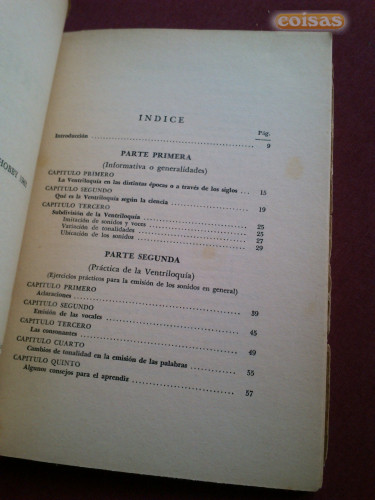 coisas
HOBBY
INDICE
Pág.
Introducción 9
PARTE PRIMERA
(Informativa o generalidades)
CAPITULO PRIMERO
La Ventriloquía en las distintas épocas o a través de los siglos 15
CAPITULO SEGUNDO
Qué es la Ventriloquía según la ciencia 19
CAPITULO TERCERO
Subdivisión de la Ventriloquía 25
Imitación de sonidos y voces 25
Variación de tonalidades 27
Ubicación de los sonidos 29
PARTE SEGUNDA
(Práctica de la Ventriloquía)
(Ejercicios prácticos para la emisión de los sonidos en general)
CAPITULO PRIMERO
Aclaraciones 39
CAPITULO SEGUNDO
Emisión de las vocales 45
CAPITULO TERCERO
Las consonantes 49
CAPITULO CUARTO
Cambios de tonalidad en la emisión de las palabras 55
CAPITULO QUINTO
Algunos consejos para el aprendiz 57